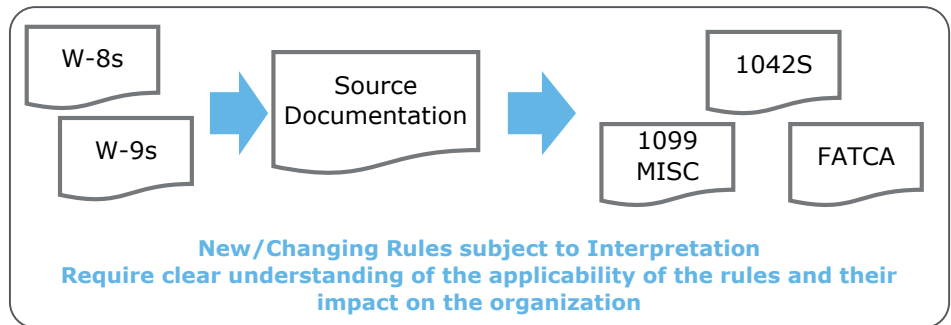 W-8s
W-9s
Source
Documentation
1042S
1099
MISC
FATCA
New/Changing Rules subject to Interpretation
Require clear understanding of the applicability of the rules and their
impact on the organization